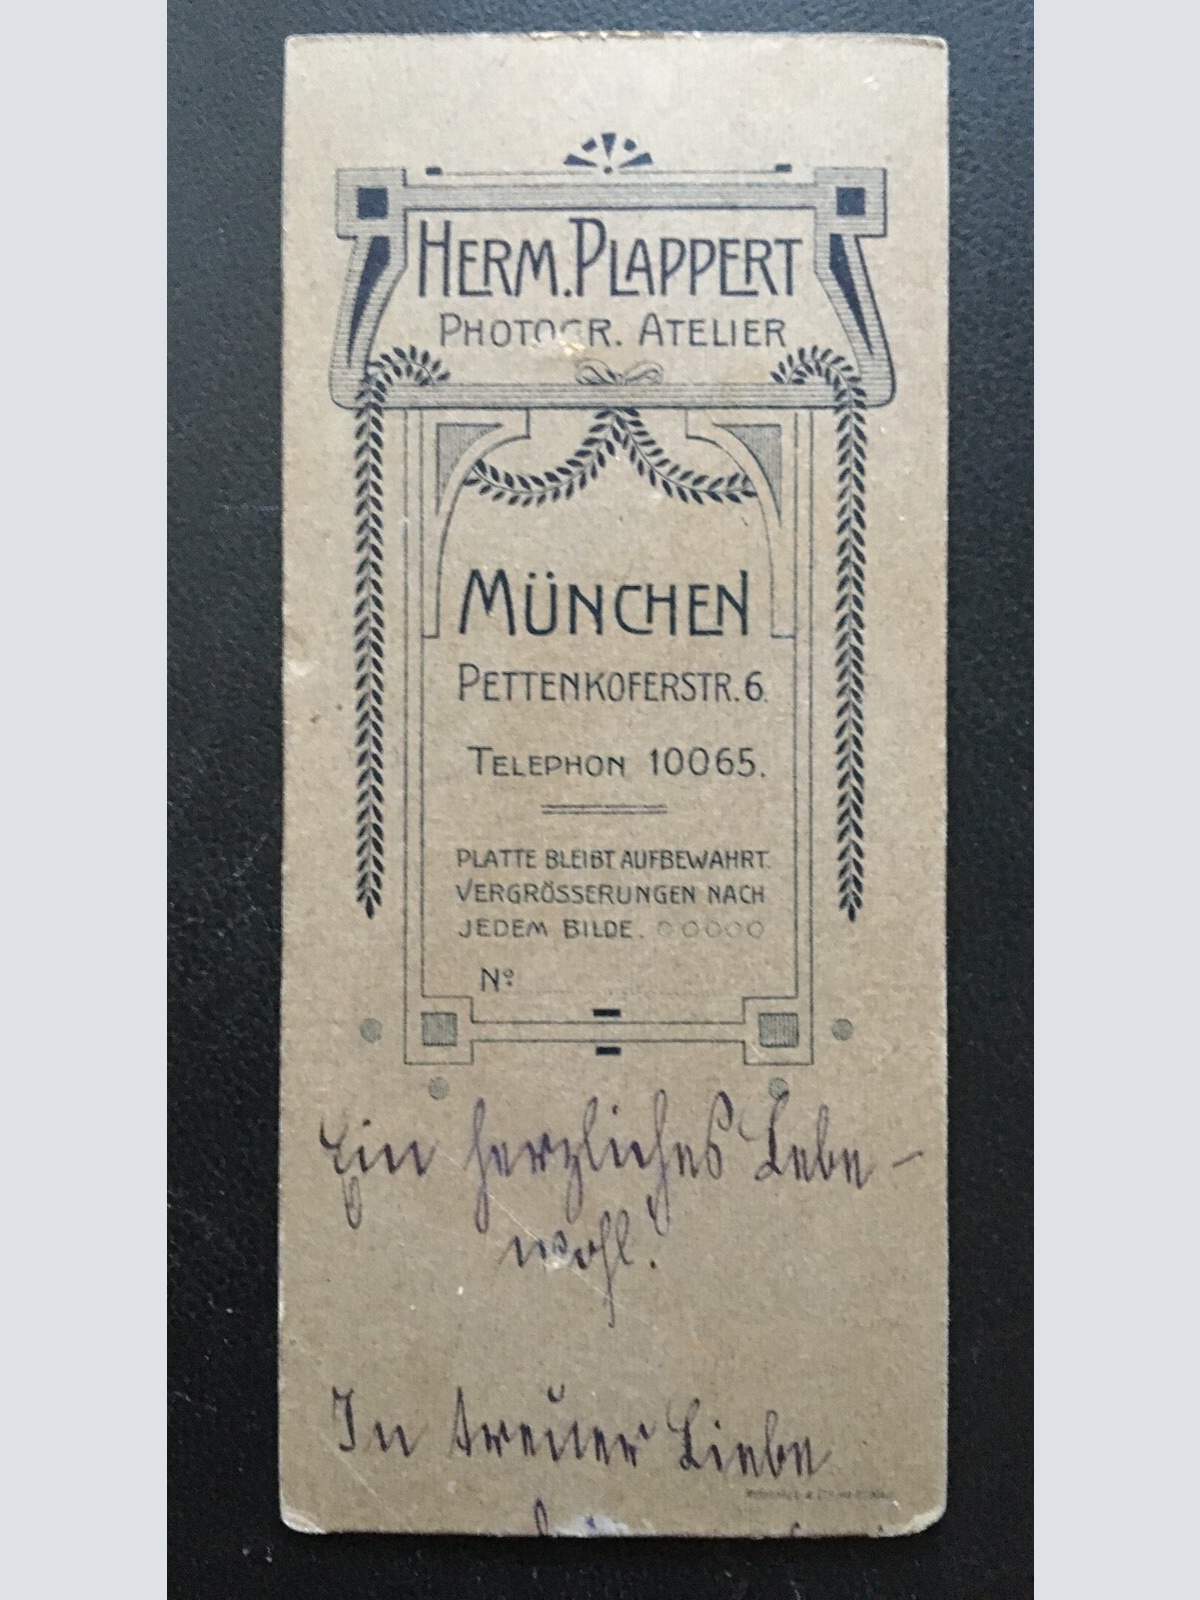 HERM. PLAPPERT
PHOTOGR. ATELIER
MÜNCHEN
PETTENKOFERSTR. 6.
TELEPHON 10065.
PLATTE BLEIBT AUFBEWAHRT.
VERGRÖSSERUNGEN NACH
JEDEM BILDE.
Nº
Ein herzliches Lebe-
wohl!
In treuer Liebe